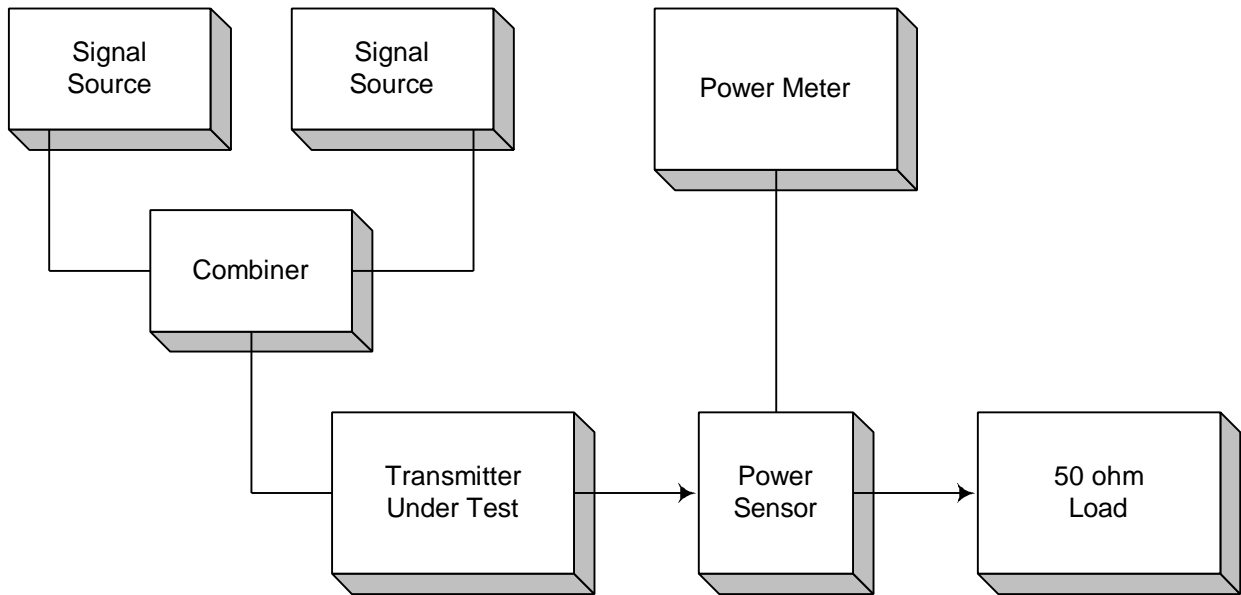 Signal
Source
Signal
Source
Power Meter
Combiner
Transmitter
Under Test
Power
Sensor
50 ohm
Load